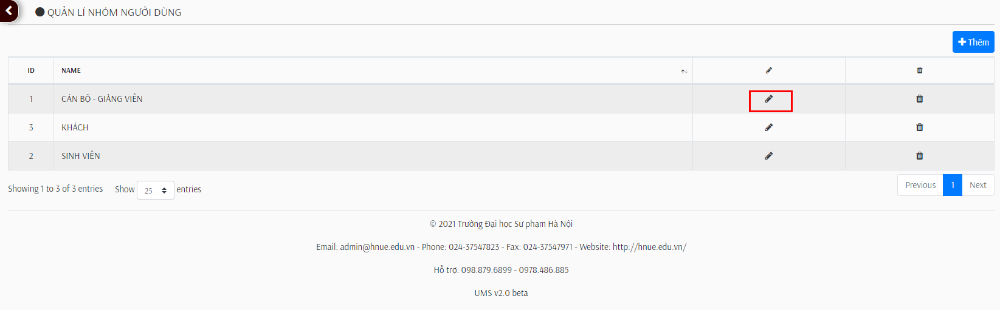 QUẢN LÍ NHÓM NGƯỜI DÙNG
Thêm
ID NAME
1 CÁN BỘ - GIẢNG VIÊN
3 KHÁCH
2 SINH VIÊN
Showing 1 to 3 of 3 entries Show 25 entries Previous 1 Next
© 2021 Trường Đại học Sư phạm Hà Nội
Email: admin@hnue.edu.vn - Phone: 024-37547823 - Fax: 024-37547971 - Website: http://hnue.edu.vn/
Hỗ trợ: 098.879.6899 - 0978.486.885
UMS v2.0 beta